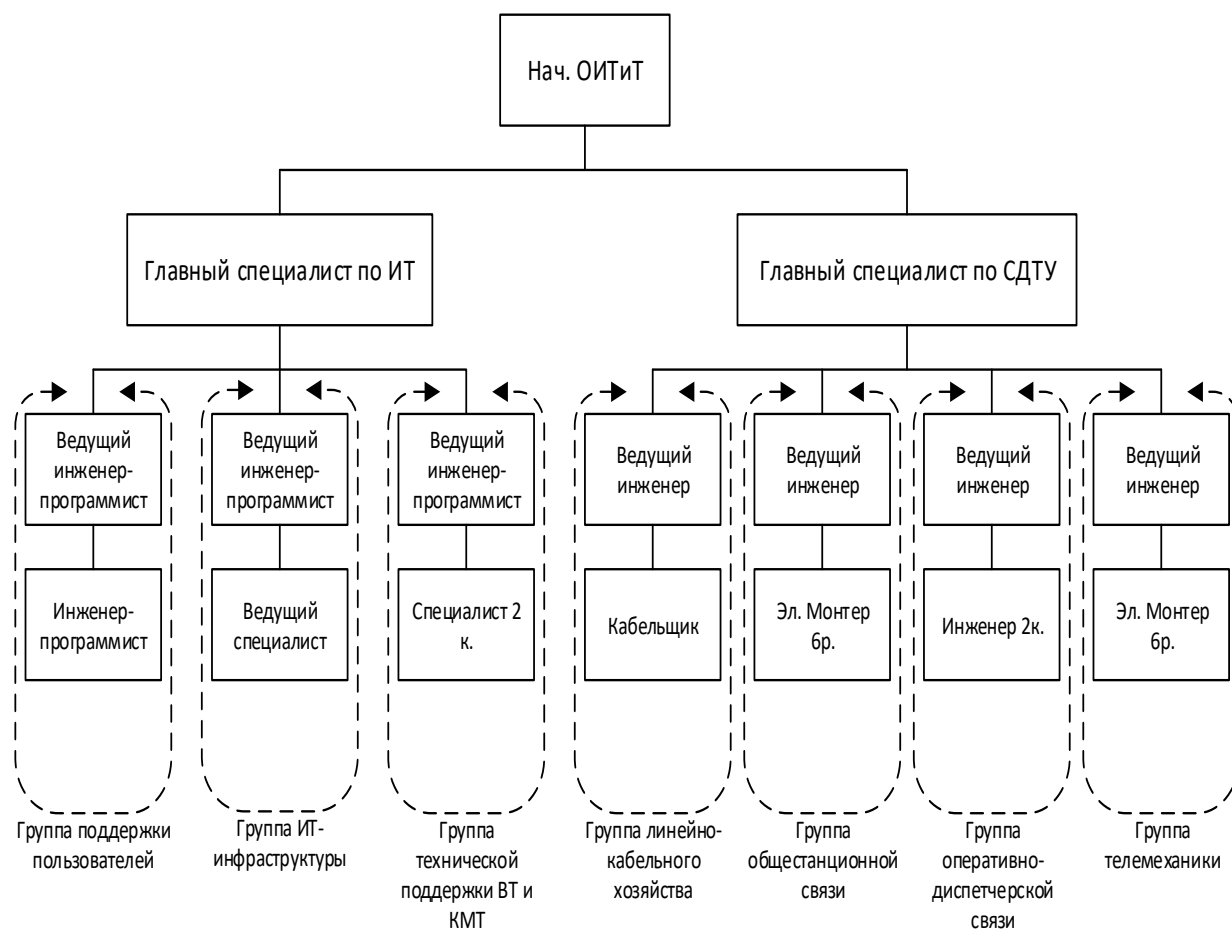 Нач. ОИТиТ
Главный специалист по ИТ
Главный специалист по СДТУ
Ведущий
инженер-
программист
Ведущий
инженер-
программист
Ведущий
инженер-
программист
Ведущий
инженер
Ведущий
инженер
Ведущий
инженер
Ведущий
инженер
Инженер-
программист
Ведущий
специалист
Специалист 2
к.
Кабельщик
Эл. Монтер
6р.
Инженер 2к.
Эл. Монтер
6р.
Группа поддержки
пользователей
Группа ИТ-
инфраструктуры
Группа
технической
поддержки ВТ и
КМТ
Группа линейно-
кабельного
хозяйства
Группа
общестанционной
связи
Группа
оперативно-
диспетчерской
связи
Группа
телемеханики